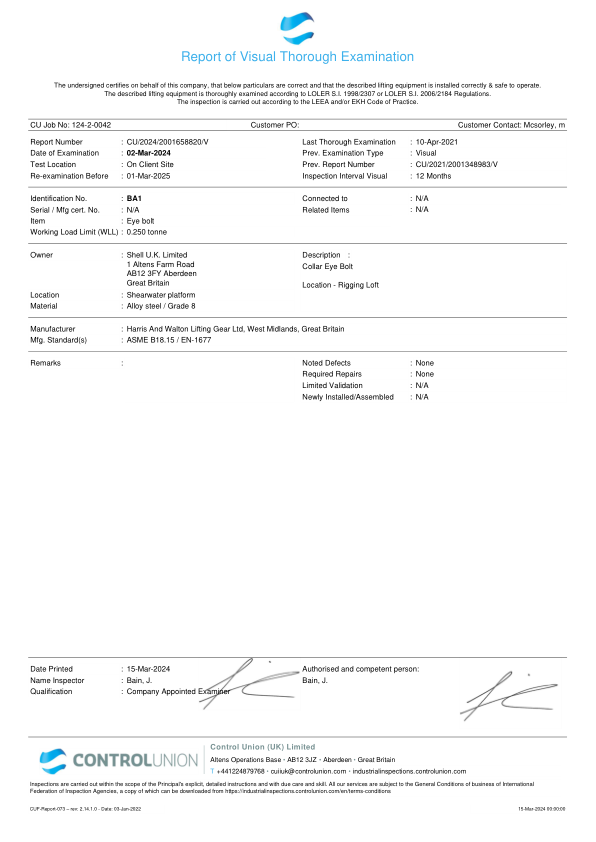 Report of Visual Thorough Examination
The undersigned certifies on behalf of this company, that below particulars are correct and that the described lifting equipment is installed correctly & safe to operate.
The described lifting equipment is thoroughly examined according to LOLER S.I. 1998/2307 or LOLER S.I. 2006/2184 Regulations.
The inspection is carried out according to the LEEA and/or EKH Code of Practice.
CU Job No: 124-2-0042 Customer PO: Customer Contact: Mcsorley, m
Report Number : CU/2024/2001658820/V Last Thorough Examination : 10-Apr-2021
Date of Examination : 02-Mar-2024 Prev. Examination Type : Visual
Test Location : On Client Site Prev. Report Number : CU/2021/2001348983/V
Re-examination Before : 01-Mar-2025 Inspection Interval Visual : 12 Months
Identification No. : BA1 Connected to : N/A
Serial / Mfg cert. No. : N/A Related Items : N/A
Item : Eye bolt
Working Load Limit (WLL) : 0.250 tonne
Owner : Shell U.K. Limited Description :
1 Altens Farm Road Collar Eye Bolt
AB12 3FY Aberdeen
Great Britain Location - Rigging Loft
Location : Shearwater platform
Material : Alloy steel / Grade 8
Manufacturer : Harris And Walton Lifting Gear Ltd, West Midlands, Great Britain
Mfg. Standard(s) : ASME B18.15 / EN-1677
Remarks : Noted Defects : None
Required Repairs : None
Limited Validation : N/A
Newly Installed/Assembled : N/A
Date Printed : 15-Mar-2024 Authorised and competent person:
Name Inspector : Bain, J. Bain, J.
Qualification : Company Appointed Examiner
CONTROLUNION
Control Union (UK) Limited
Altens Operations Base · AB12 3JZ · Aberdeen · Great Britain
T +441224879768 · cuiiuk@controlunion.com · industrialinspections.controlunion.com
Inspections are carried out within the scope of the Principal's explicit, detailed instructions and with due care and skill. All our services are subject to the General Conditions of business of International
Federation of Inspection Agencies, a copy of which can be downloaded from https://industrialinspections.controlunion.com/en/terms-conditions
CUF-Report-073 – rev: 2.14.1.0 - Date: 03-Jun-2022 15-Mar-2024 00:00:00